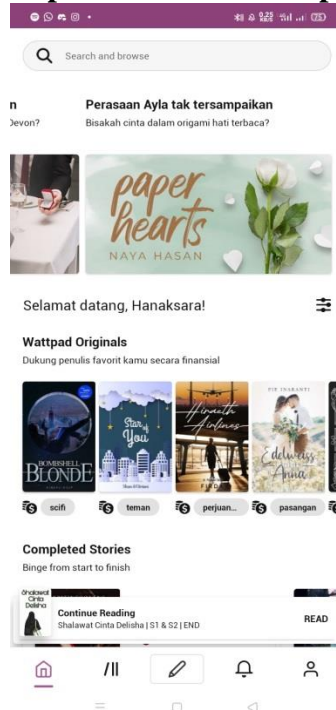 Search and browse
n
Devon?
Perasaan Ayla tak tersampaikan
Bisakah cinta dalam origami hati terbaca?
paper
hearts
NAYA HASAN
Selamat datang, Hanaksara!
Wattpad Originals
Dukung penulis favorit kamu secara finansial
BOMBSHELL
BLONDE
Star of
You
Hiraeth
Airlines
Edelweiss
Anna
scifi
teman
perjuan...
pasangan
Completed Stories
Binge from start to finish
Shalawat
Cinta
Delisha
Continue Reading
Shalawat Cinta Delisha | S1 & S2 | END
READ